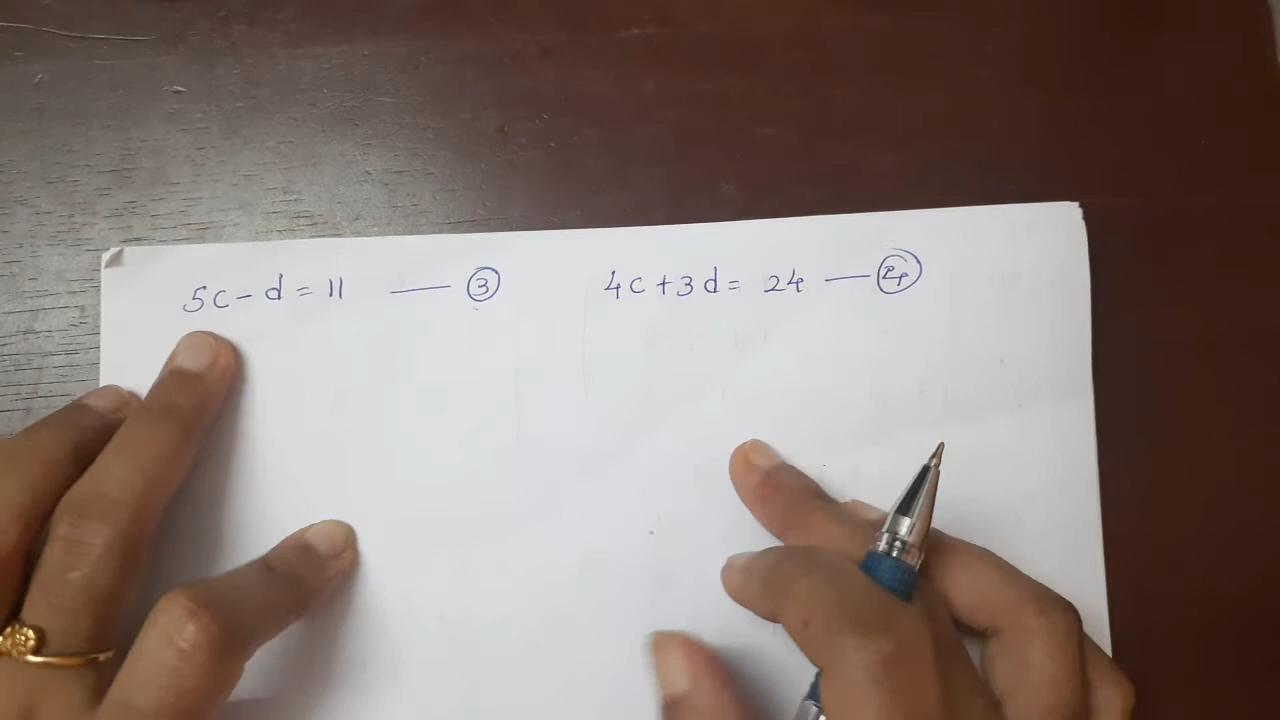 5c - d = 11 —— ③
4c + 3d = 24 — ④